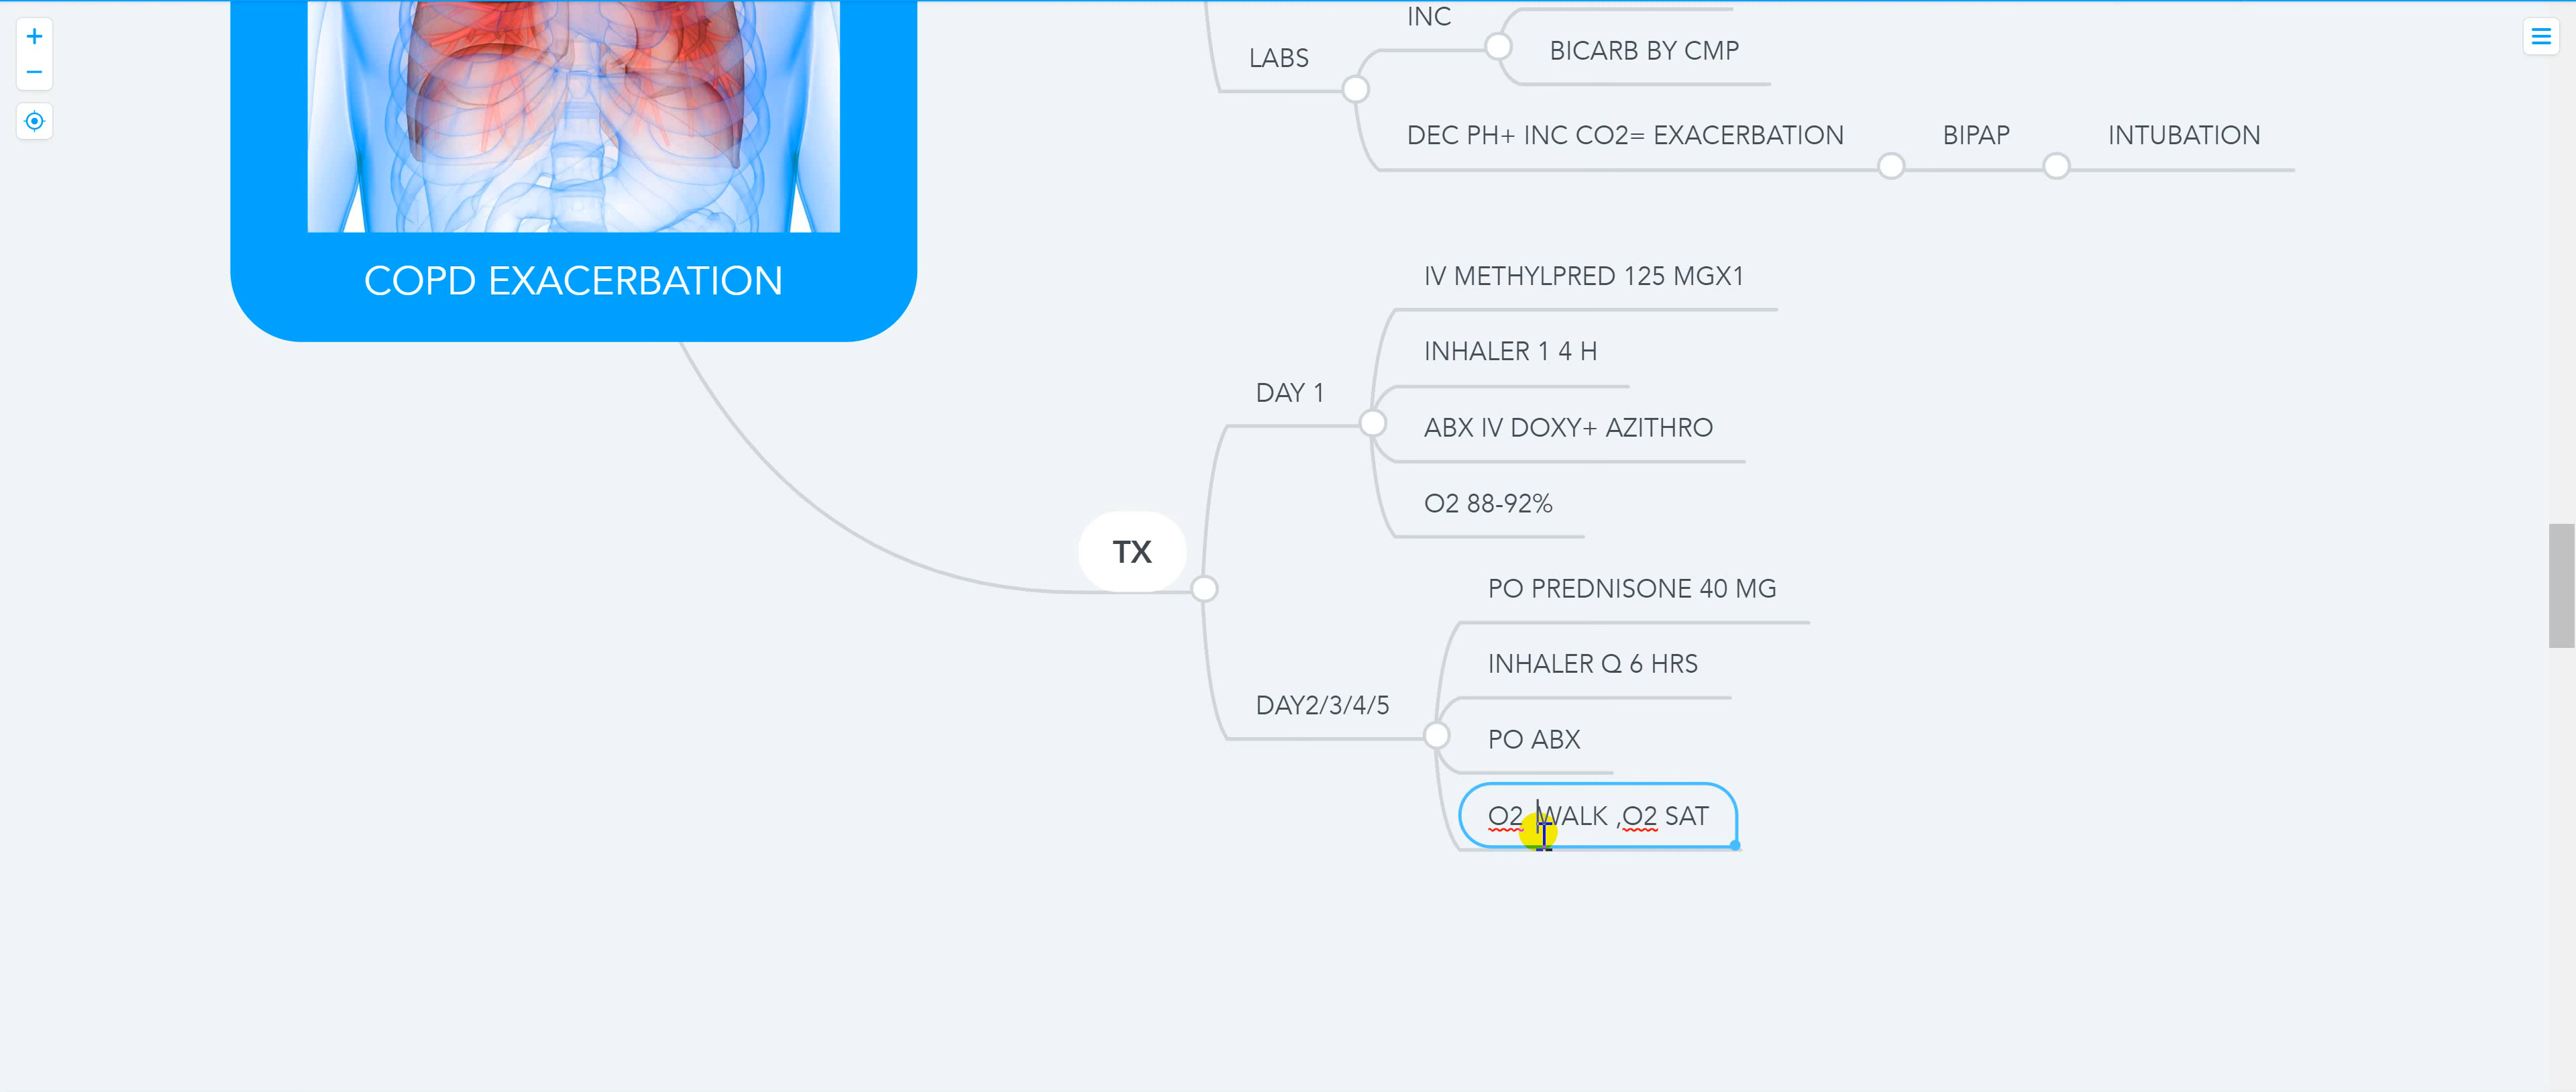 INC
BICARB BY CMP
LABS
DEC PH+ INC CO2= EXACERBATION
BIPAP
INTUBATION
COPD EXACERBATION
TX
DAY 1
IV METHYLPRED 125 MGX1
INHALER 1 4 H
ABX IV DOXY+ AZITHRO
O2 88-92%
DAY2/3/4/5
PO PREDNISONE 40 MG
INHALER Q 6 HRS
PO ABX
O2 WALK ,O2 SAT